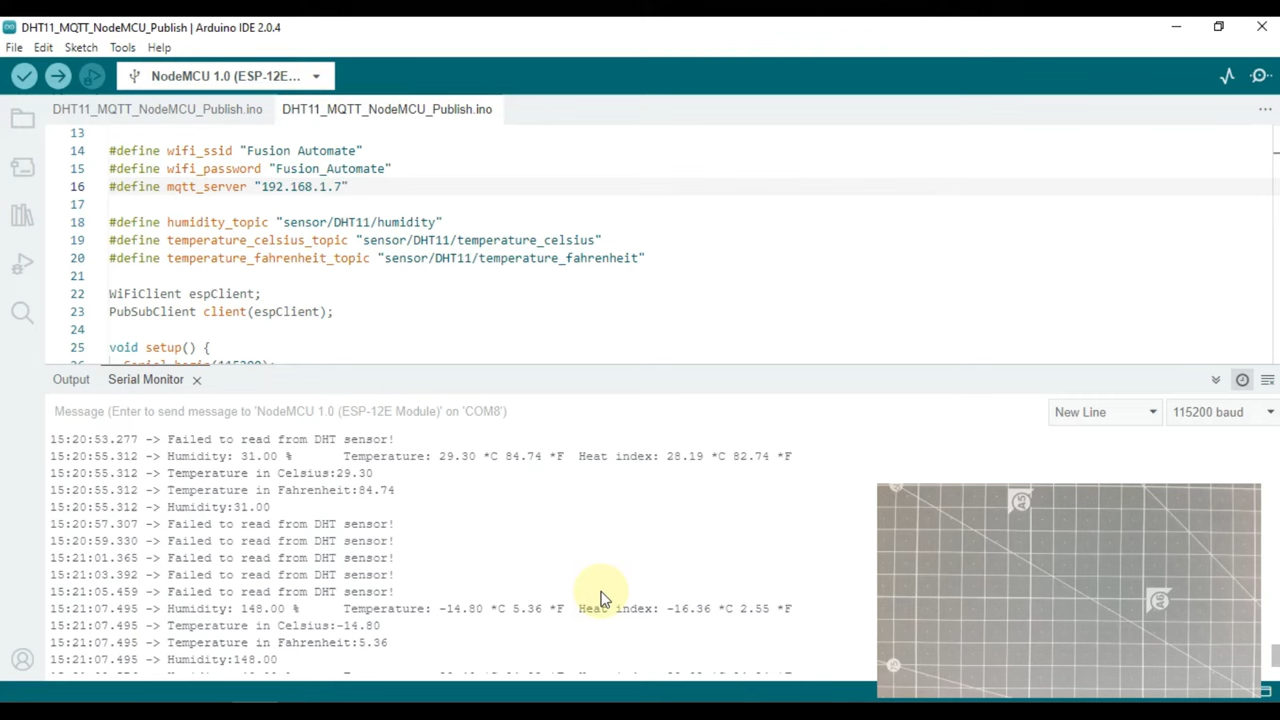 DHT11_MQTT_NodeMCU_Publish | Arduino IDE 2.0.4
File Edit Sketch Tools Help
NodeMCU 1.0 (ESP-12E...
DHT11_MQTT_NodeMCU_Publish.ino DHT11_MQTT_NodeMCU_Publish.ino
13
14 #define wifi_ssid "Fusion Automate"
15 #define wifi_password "Fusion_Automate"
16 #define mqtt_server "192.168.1.7"
17
18 #define humidity_topic "sensor/DHT11/humidity"
19 #define temperature_celsius_topic "sensor/DHT11/temperature_celsius"
20 #define temperature_fahrenheit_topic "sensor/DHT11/temperature_fahrenheit"
21
22 WiFiClient espClient;
23 PubSubClient client(espClient);
24
25 void setup() {
Output Serial Monitor
Message (Enter to send message to 'NodeMCU 1.0 (ESP-12E Module)' on 'COM8') New Line 115200 baud
15:20:53.277 -> Failed to read from DHT sensor!
15:20:55.312 -> Humidity: 31.00 % Temperature: 29.30 *C 84.74 *F Heat index: 28.19 *C 82.74 *F
15:20:55.312 -> Temperature in Celsius:29.30
15:20:55.312 -> Temperature in Fahrenheit:84.74
15:20:55.312 -> Humidity:31.00
15:20:57.307 -> Failed to read from DHT sensor!
15:20:59.330 -> Failed to read from DHT sensor!
15:21:01.365 -> Failed to read from DHT sensor!
15:21:03.392 -> Failed to read from DHT sensor!
15:21:05.459 -> Failed to read from DHT sensor!
15:21:07.495 -> Humidity: 148.00 % Temperature: -14.80 *C 5.36 *F Heat index: -16.36 *C 2.55 *F
15:21:07.495 -> Temperature in Celsius:-14.80
15:21:07.495 -> Temperature in Fahrenheit:5.36
15:21:07.495 -> Humidity:148.00
A5